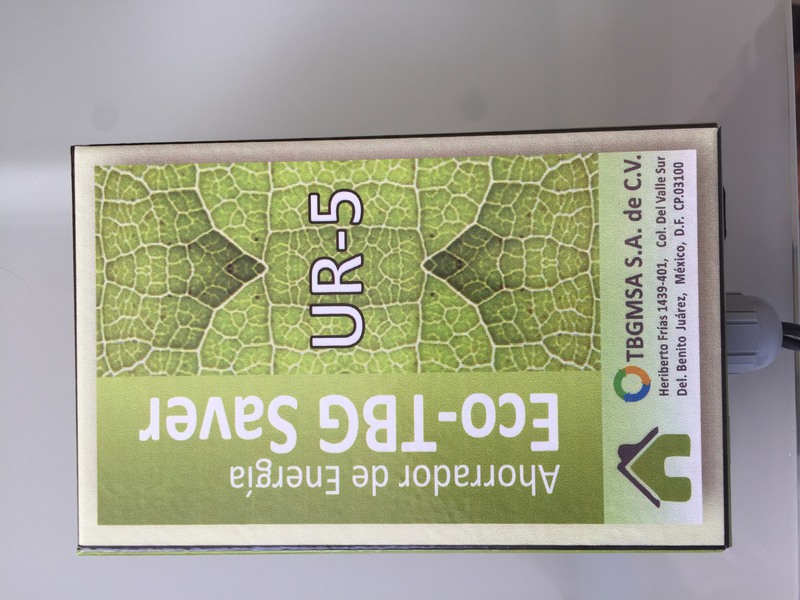 Ahorrador de Energía
Eco-TBG Saver
UR-5
TBGMSA S.A. de C.V.
Heriberto Frías 1439-401, Col. Del Valle Sur
Del. Benito Juárez, México, D.F. CP.03100